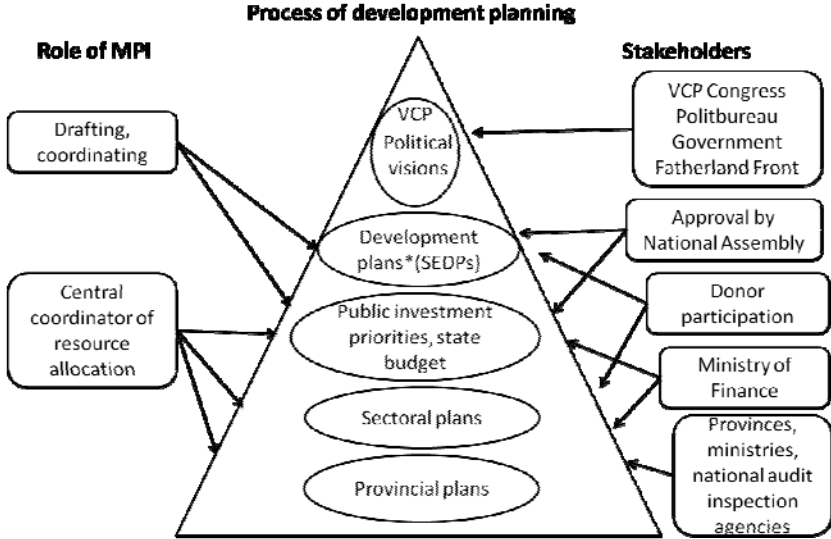 Process of development planning
Role of MPI
Stakeholders
Drafting,
coordinating
Central
coordinator of
resource
allocation
VCP
Political
visions
Development
plans*(SEDPs)
Public investment
priorities, state
budget
Sectoral plans
Provincial plans
VCP Congress
Politbureau
Government
Fatherland Front
Approval by
National Assembly
Donor
participation
Ministry of
Finance
Provinces,
ministries,
national audit
inspection
agencies